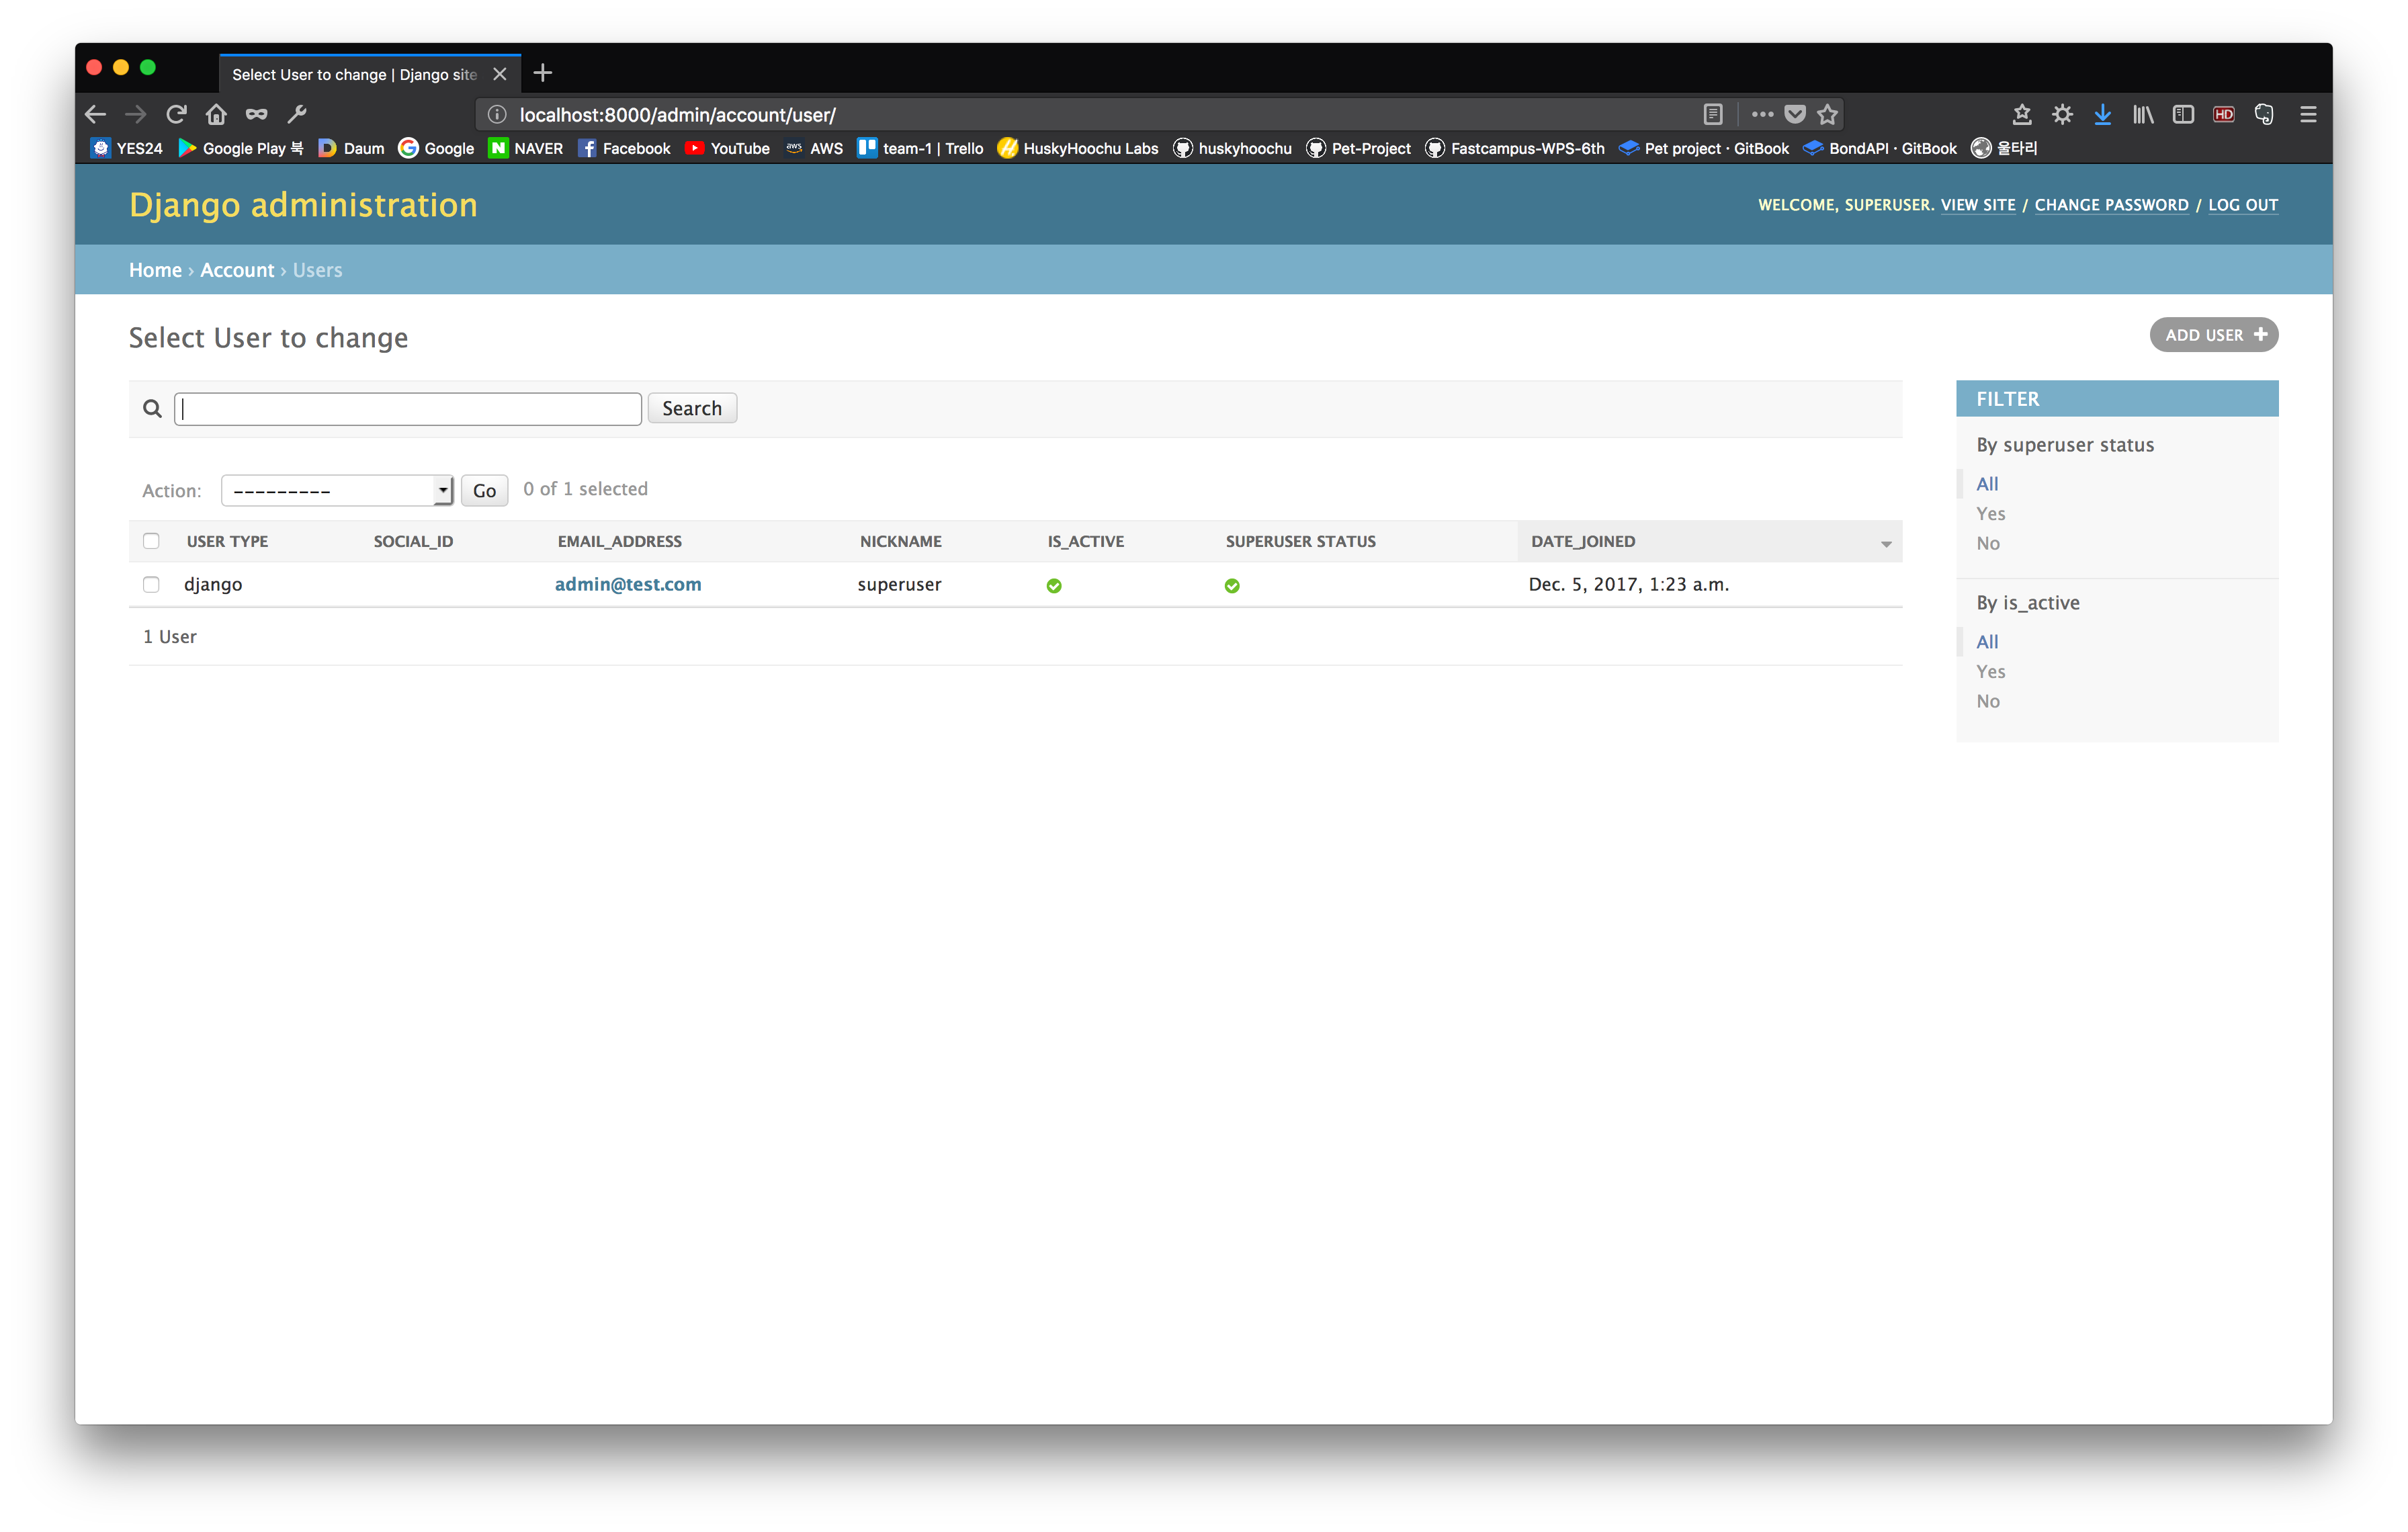 Select User to change | Django site
localhost:8000/admin/account/user/
HD
YES24 Google Play 북 Daum Google NAVER Facebook YouTube aws AWS team-1 | Trello HuskyHoochu Labs huskyhoochu Pet-Project Fastcampus-WPS-6th Pet project · GitBook BondAPI · GitBook 울타리
Django administration
WELCOME, SUPERUSER. VIEW SITE / CHANGE PASSWORD / LOG OUT
Home › Account › Users
Select User to change
ADD USER +
Search
Action: --------- Go 0 of 1 selected
USER TYPE SOCIAL_ID EMAIL_ADDRESS NICKNAME IS_ACTIVE SUPERUSER STATUS DATE_JOINED
django admin@test.com superuser Dec. 5, 2017, 1:23 a.m.
1 User
FILTER
By superuser status
All
Yes
No
By is_active
All
Yes
No